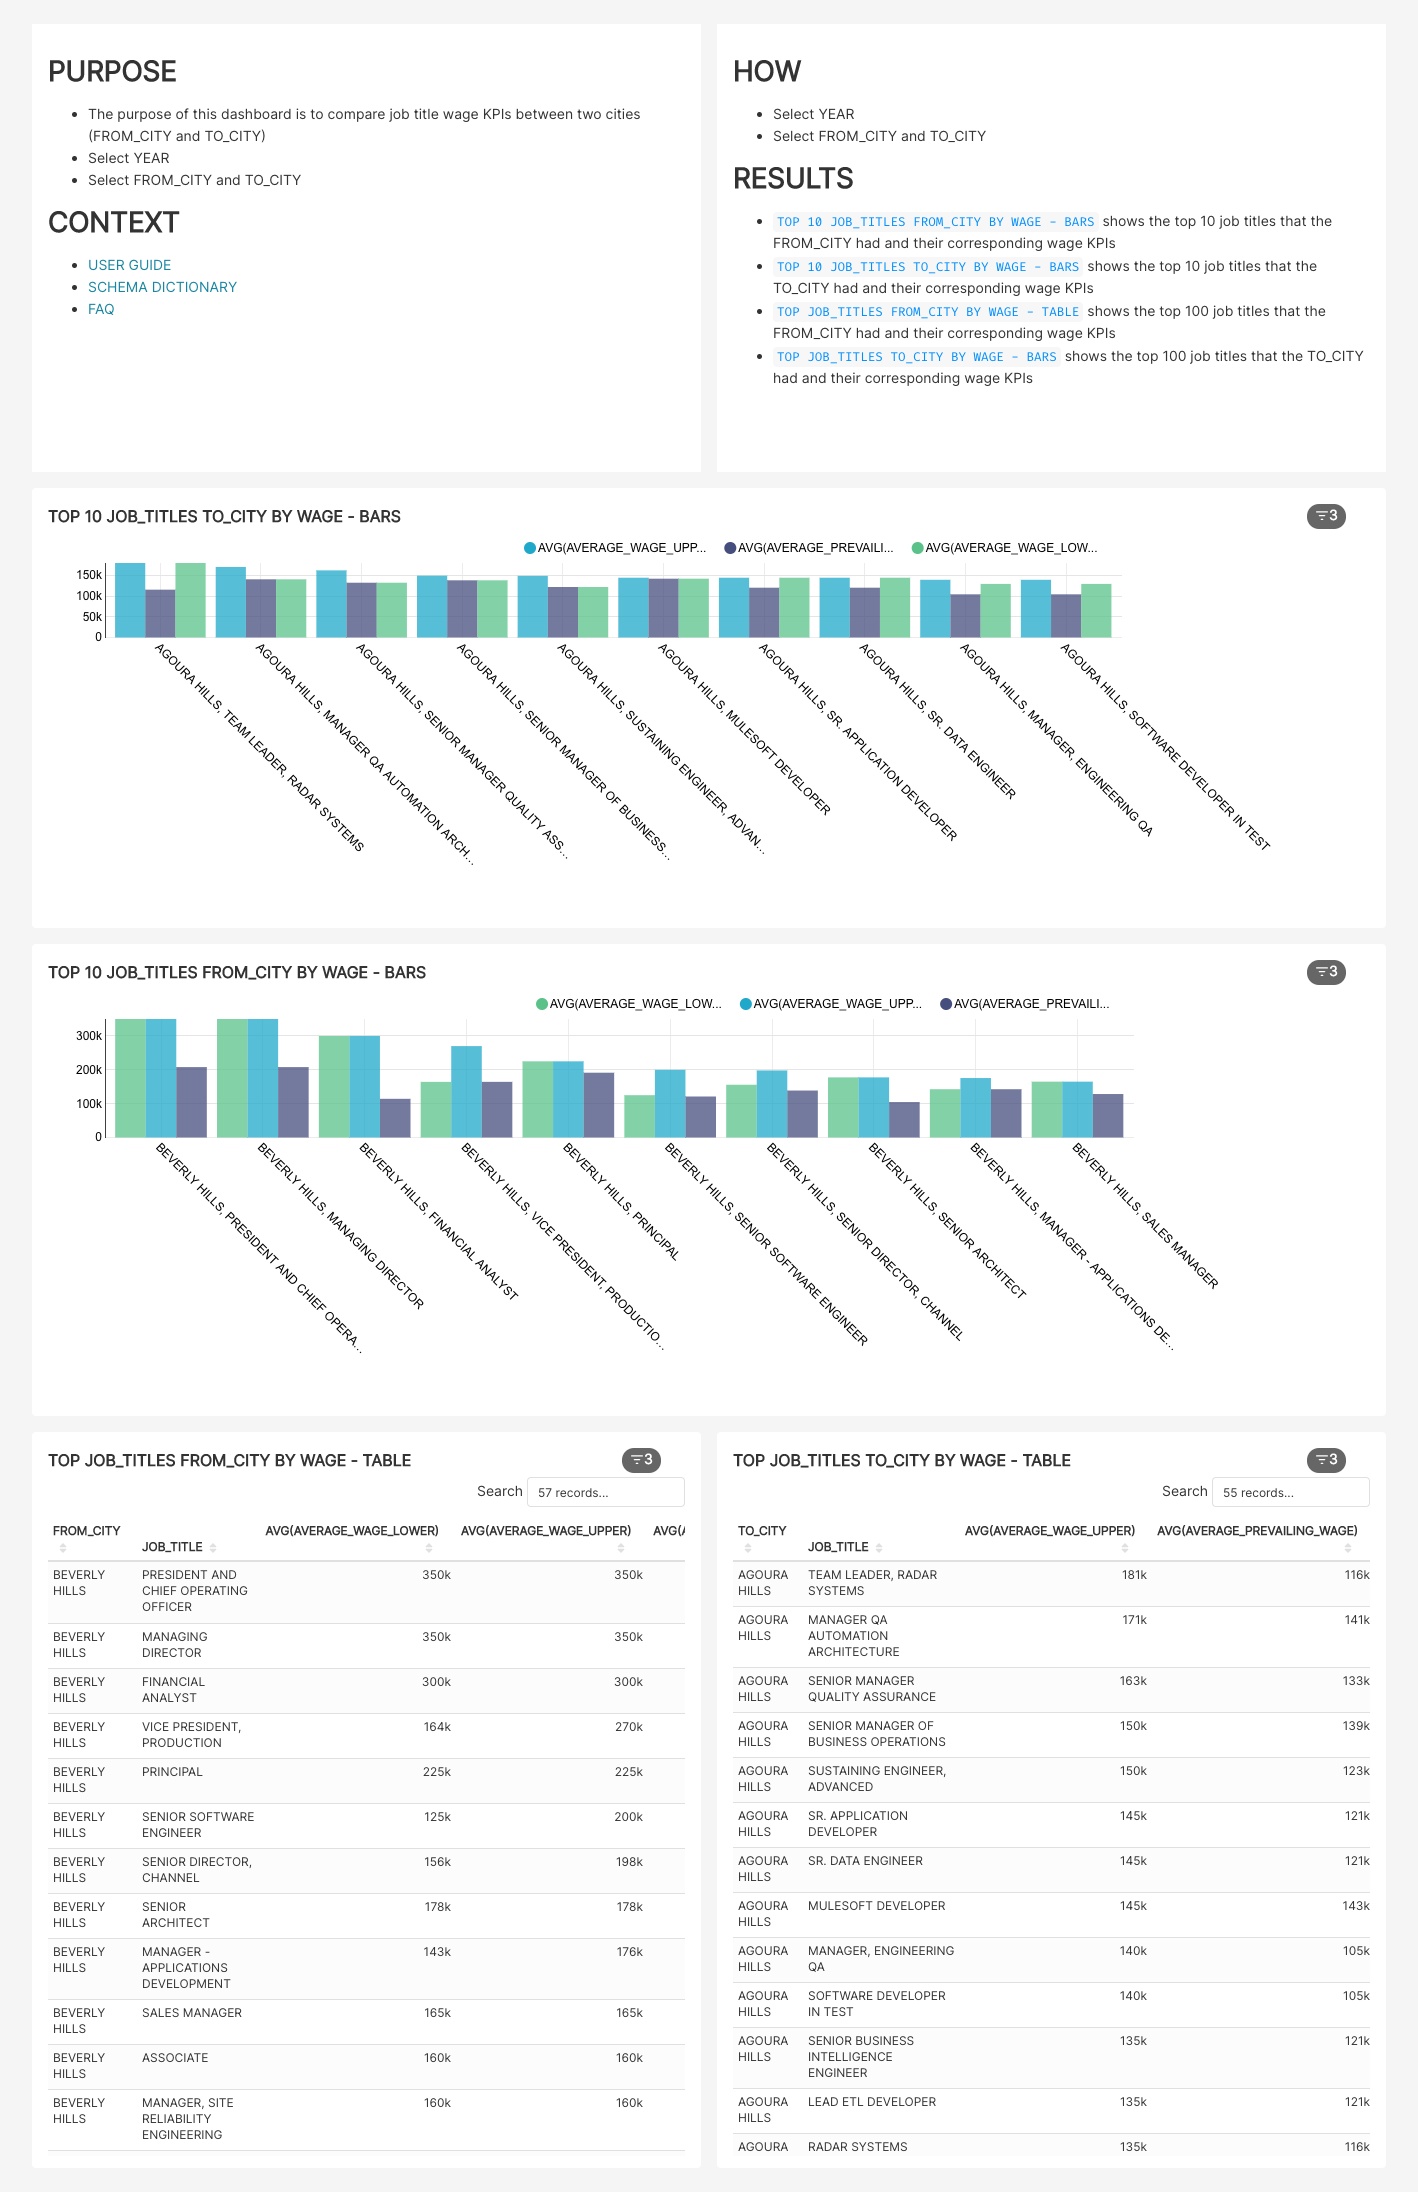 PURPOSE
The purpose of this dashboard is to compare job title wage KPIs between two cities
(FROM_CITY and TO_CITY)
Select YEAR
Select FROM_CITY and TO_CITY
CONTEXT
USER GUIDE
SCHEMA DICTIONARY
FAQ
HOW
Select YEAR
Select FROM_CITY and TO_CITY
RESULTS
TOP 10 JOB_TITLES FROM_CITY BY WAGE - BARS shows the top 10 job titles that the
FROM_CITY had and their corresponding wage KPIs
TOP 10 JOB_TITLES TO_CITY BY WAGE - BARS shows the top 10 job titles that the
TO_CITY had and their corresponding wage KPIs
TOP JOB_TITLES FROM_CITY BY WAGE - TABLE shows the top 100 job titles that the
FROM_CITY had and their corresponding wage KPIs
TOP JOB_TITLES TO_CITY BY WAGE - BARS shows the top 100 job titles that the TO_CITY
had and their corresponding wage KPIs
TOP 10 JOB_TITLES TO_CITY BY WAGE - BARS
3
AVG(AVERAGE_WAGE_UPP... AVG(AVERAGE_PREVAILI... AVG(AVERAGE_WAGE_LOW...
150k
100k
50k
0
AGOURA HILLS, TEAM LEADER, RADAR SYSTEMS
AGOURA HILLS, MANAGER QA AUTOMATION ARCH...
AGOURA HILLS, SENIOR MANAGER QUALITY ASS...
AGOURA HILLS, SENIOR MANAGER OF BUSINESS...
AGOURA HILLS, SUSTAINING ENGINEER, ADVAN...
AGOURA HILLS, MULESOFT DEVELOPER
AGOURA HILLS, SR. APPLICATION DEVELOPER
AGOURA HILLS, SR. DATA ENGINEER
AGOURA HILLS, MANAGER, ENGINEERING QA
AGOURA HILLS, SOFTWARE DEVELOPER IN TEST
TOP 10 JOB_TITLES FROM_CITY BY WAGE - BARS
3
AVG(AVERAGE_WAGE_LOW... AVG(AVERAGE_WAGE_UPP... AVG(AVERAGE_PREVAILI...
300k
200k
100k
0
BEVERLY HILLS, PRESIDENT AND CHIEF OPERA...
BEVERLY HILLS, MANAGING DIRECTOR
BEVERLY HILLS, FINANCIAL ANALYST
BEVERLY HILLS, VICE PRESIDENT, PRODUCTIO...
BEVERLY HILLS, PRINCIPAL
BEVERLY HILLS, SENIOR SOFTWARE ENGINEER
BEVERLY HILLS, SENIOR DIRECTOR, CHANNEL
BEVERLY HILLS, SENIOR ARCHITECT
BEVERLY HILLS, MANAGER - APPLICATIONS DE...
BEVERLY HILLS, SALES MANAGER
TOP JOB_TITLES FROM_CITY BY WAGE - TABLE
3
Search 57 records...
FROM_CITY JOB_TITLE AVG(AVERAGE_WAGE_LOWER) AVG(AVERAGE_WAGE_UPPER) AVG(A
BEVERLY PRESIDENT AND 350k 350k
HILLS CHIEF OPERATING
OFFICER
BEVERLY MANAGING 350k 350k
HILLS DIRECTOR
BEVERLY FINANCIAL 300k 300k
HILLS ANALYST
BEVERLY VICE PRESIDENT, 164k 270k
HILLS PRODUCTION
BEVERLY PRINCIPAL 225k 225k
HILLS
BEVERLY SENIOR SOFTWARE 125k 200k
HILLS ENGINEER
BEVERLY SENIOR DIRECTOR, 156k 198k
HILLS CHANNEL
BEVERLY SENIOR 178k 178k
HILLS ARCHITECT
BEVERLY MANAGER - 143k 176k
HILLS APPLICATIONS
DEVELOPMENT
BEVERLY SALES MANAGER 165k 165k
HILLS
BEVERLY ASSOCIATE 160k 160k
HILLS
BEVERLY MANAGER, SITE 160k 160k
HILLS RELIABILITY
ENGINEERING
TOP JOB_TITLES TO_CITY BY WAGE - TABLE
3
Search 55 records...
TO_CITY JOB_TITLE AVG(AVERAGE_WAGE_UPPER) AVG(AVERAGE_PREVAILING_WAGE)
AGOURA TEAM LEADER, RADAR 181k 116k
HILLS SYSTEMS
AGOURA MANAGER QA 171k 141k
HILLS AUTOMATION
ARCHITECTURE
AGOURA SENIOR MANAGER 163k 133k
HILLS QUALITY ASSURANCE
AGOURA SENIOR MANAGER OF 150k 139k
HILLS BUSINESS OPERATIONS
AGOURA SUSTAINING ENGINEER, 150k 123k
HILLS ADVANCED
AGOURA SR. APPLICATION 145k 121k
HILLS DEVELOPER
AGOURA SR. DATA ENGINEER 145k 121k
HILLS
AGOURA MULESOFT DEVELOPER 145k 143k
HILLS
AGOURA MANAGER, ENGINEERING 140k 105k
HILLS QA
AGOURA SOFTWARE DEVELOPER 140k 105k
HILLS IN TEST
AGOURA SENIOR BUSINESS 135k 121k
HILLS INTELLIGENCE
ENGINEER
AGOURA LEAD ETL DEVELOPER 135k 121k
HILLS
AGOURA RADAR SYSTEMS 135k 116k